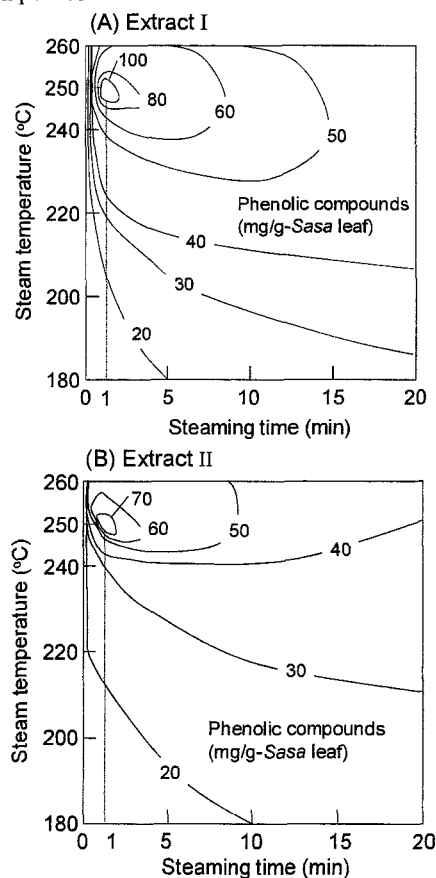 (A) Extract I
260
100
80
60
50
240
Phenolic compounds
(mg/g-Sasa leaf)
220
40
30
200
20
180
0 1 5 10 15 20
Steam temperature (ºC)
Steaming time (min)
(B) Extract II
260
70
60
50
250
40
240
30
220
Phenolic compounds
(mg/g-Sasa leaf)
200
20
180
0 1 5 10 15 20
Steam temperature (ºC)
Steaming time (min)